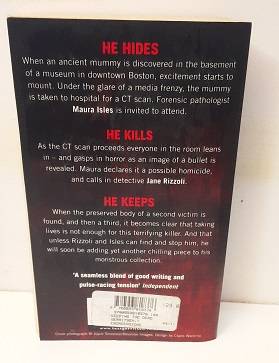 HE HIDES
When an ancient mummy is discovered in the basement
of a museum in downtown Boston, excitement starts to
mount. Under the glare of a media frenzy, the mummy
is taken to hospital for a CT scan. Forensic pathologist
Maura Isles is invited to attend.
HE KILLS
As the CT scan proceeds everyone in the room leans
in – and gasps in horror as an image of a bullet is
revealed. Maura declares it a possible homicide,
and calls in detective Jane Rizzoli.
HE KEEPS
When the preserved body of a second victim is
found, and then a third, it becomes clear that taking
lives is not enough for this terrifying killer. And that
unless Rizzoli and Isles can find and stop him, he
will soon be adding yet another chilling piece to his
monstrous collection.
'A seamless blend of good writing and
pulse-racing tension' Independent